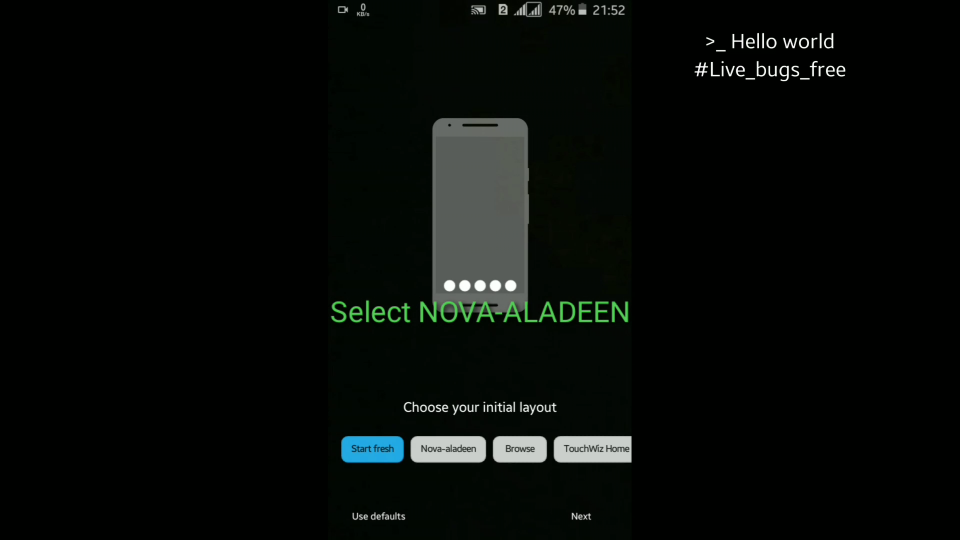 0
KB/s
2
47%
21:52
>_ Hello world
#Live_bugs_free
Select NOVA-ALADEEN
Choose your initial layout
Start fresh
Nova-aladeen
Browse
TouchWiz Home
Use defaults
Next